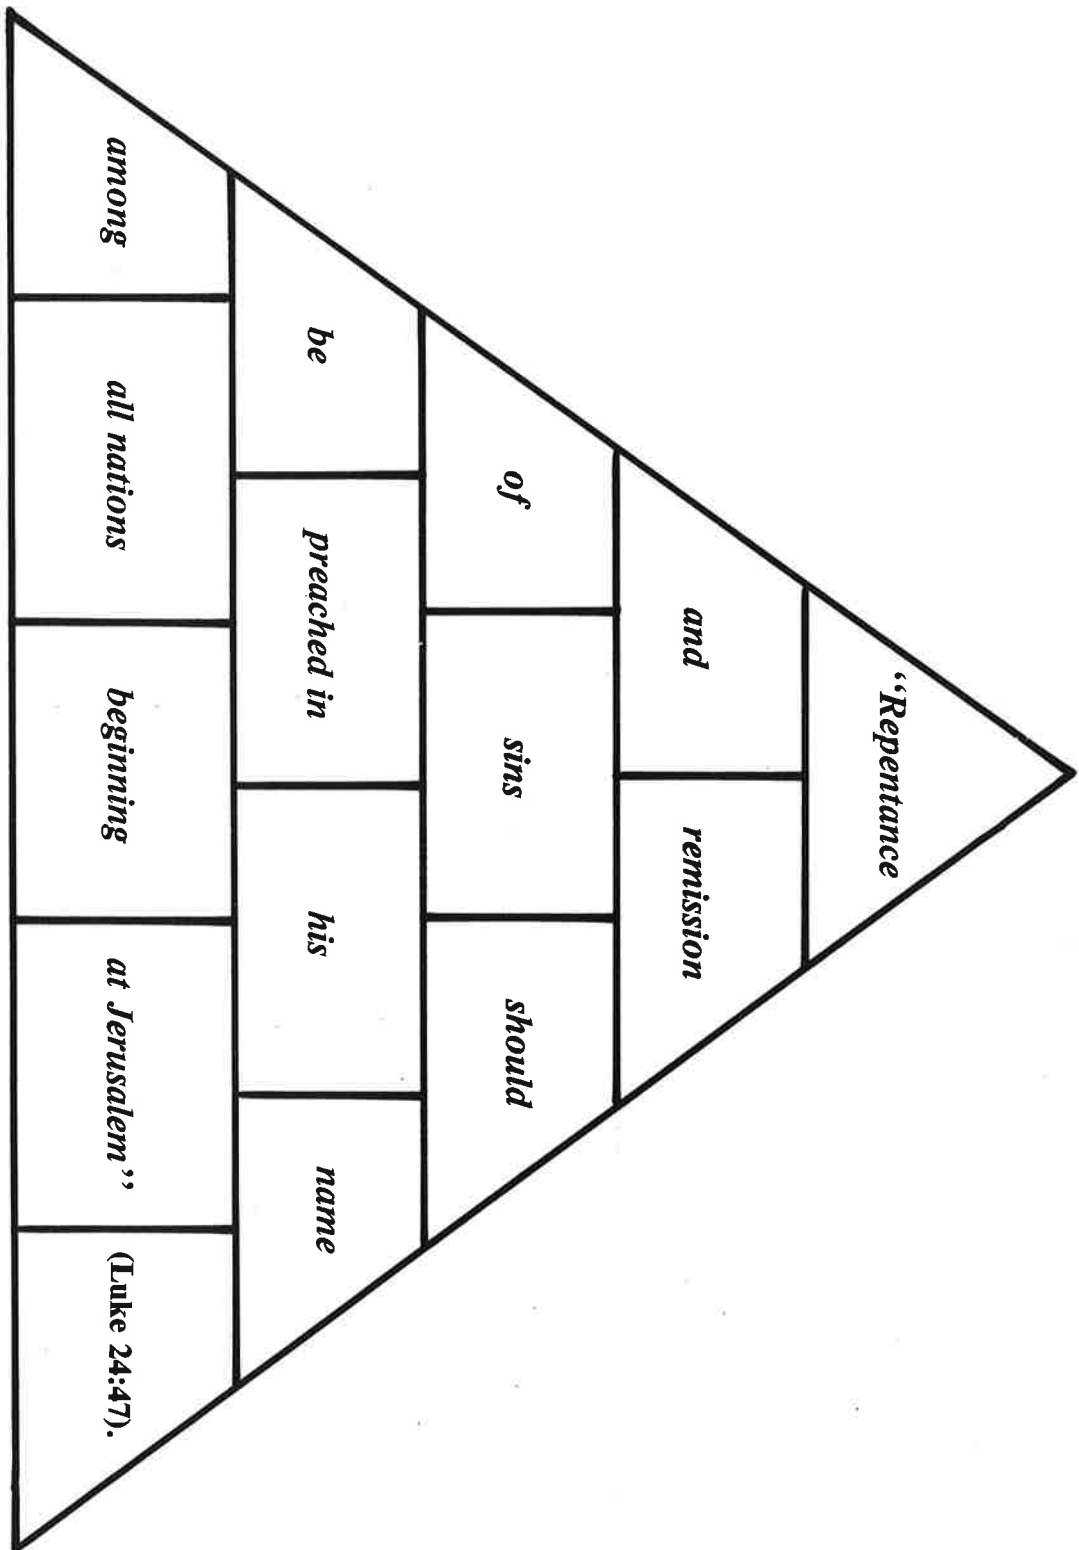 “Repentance
and remission
of sins should
be preached in his name
among all nations beginning at Jerusalem” (Luke 24:47).